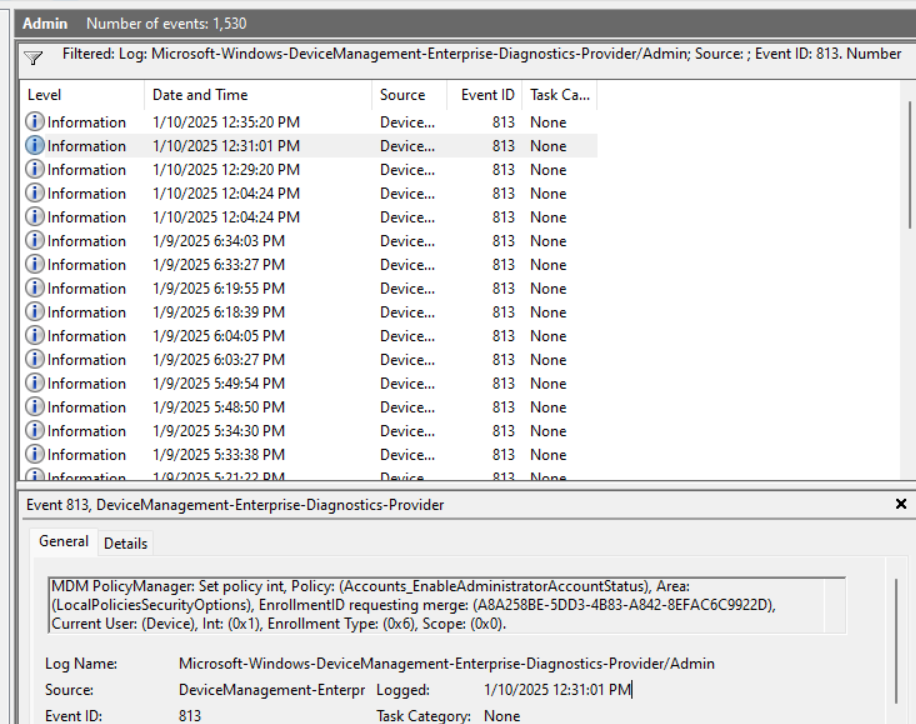 Admin Number of events: 1,530
Filtered: Log: Microsoft-Windows-DeviceManagement-Enterprise-Diagnostics-Provider/Admin; Source: ; Event ID: 813. Number
Level Date and Time Source Event ID Task Ca...
Information 1/10/2025 12:35:20 PM Device... 813 None
Information 1/10/2025 12:31:01 PM Device... 813 None
Information 1/10/2025 12:29:20 PM Device... 813 None
Information 1/10/2025 12:04:24 PM Device... 813 None
Information 1/10/2025 12:04:24 PM Device... 813 None
Information 1/9/2025 6:34:03 PM Device... 813 None
Information 1/9/2025 6:33:27 PM Device... 813 None
Information 1/9/2025 6:19:55 PM Device... 813 None
Information 1/9/2025 6:18:39 PM Device... 813 None
Information 1/9/2025 6:04:05 PM Device... 813 None
Information 1/9/2025 6:03:27 PM Device... 813 None
Information 1/9/2025 5:49:54 PM Device... 813 None
Information 1/9/2025 5:48:50 PM Device... 813 None
Information 1/9/2025 5:34:30 PM Device... 813 None
Information 1/9/2025 5:33:38 PM Device... 813 None
Information 1/9/2025 5:21:22 PM Device... 813 None
Event 813, DeviceManagement-Enterprise-Diagnostics-Provider
General Details
MDM PolicyManager: Set policy int, Policy: (Accounts_EnableAdministratorAccountStatus), Area:
(LocalPoliciesSecurityOptions), EnrollmentID requesting merge: (A8A258BE-5DD3-4B83-A842-8EFAC6C9922D),
Current User: (Device), Int: (0x1), Enrollment Type: (0x6), Scope: (0x0).
Log Name: Microsoft-Windows-DeviceManagement-Enterprise-Diagnostics-Provider/Admin
Source: DeviceManagement-Enterpr Logged: 1/10/2025 12:31:01 PM
Event ID: 813 Task Category: None